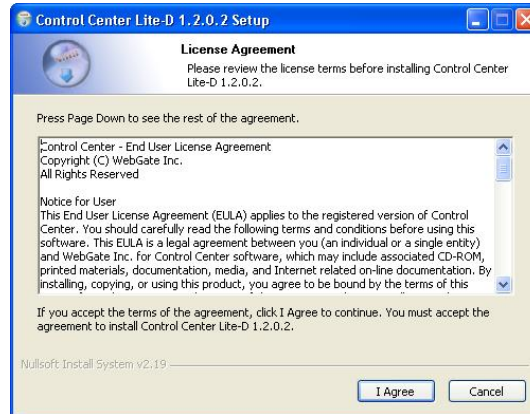 Control Center Lite-D 1.2.0.2 Setup
License Agreement
Please review the license terms before installing Control Center
Lite-D 1.2.0.2.
Press Page Down to see the rest of the agreement.
Control Center - End User License Agreement
Copyright (C) WebGate Inc.
All Rights Reserved
Notice for User
This End User License Agreement (EULA) applies to the registered version of Control
Center. You should carefully read the following terms and conditions before using this
software. This EULA is a legal agreement between you (an individual or a single entity)
and WebGate Inc. for Control Center software, which may include associated CD-ROM,
printed materials, documentation, media, and Internet related on-line documentation. By
installing, copying, or using this product, you agree to be bound by the terms of this
If you accept the terms of the agreement, click I Agree to continue. You must accept the
agreement to install Control Center Lite-D 1.2.0.2.
Nullsoft Install System v2.19
I Agree
Cancel